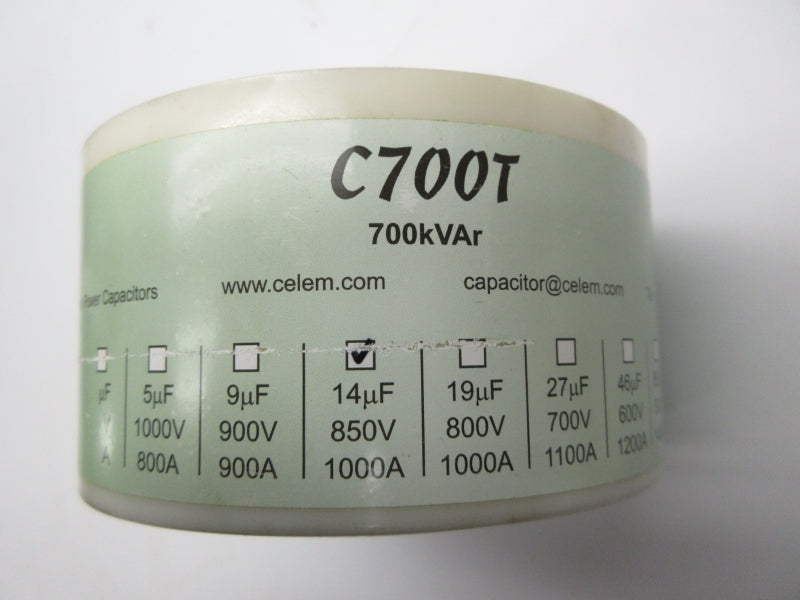 C700T
700kVAr
Power Capacitors www.celem.com capacitor@celem.com
☐ ☐ ☐ ☑ ☐ ☐ ☐ ☐
µF 5µF 9µF 14µF 19µF 27µF 46µF
V 1000V 900V 850V 800V 700V 600V
A 800A 900A 1000A 1000A 1100A 1200A